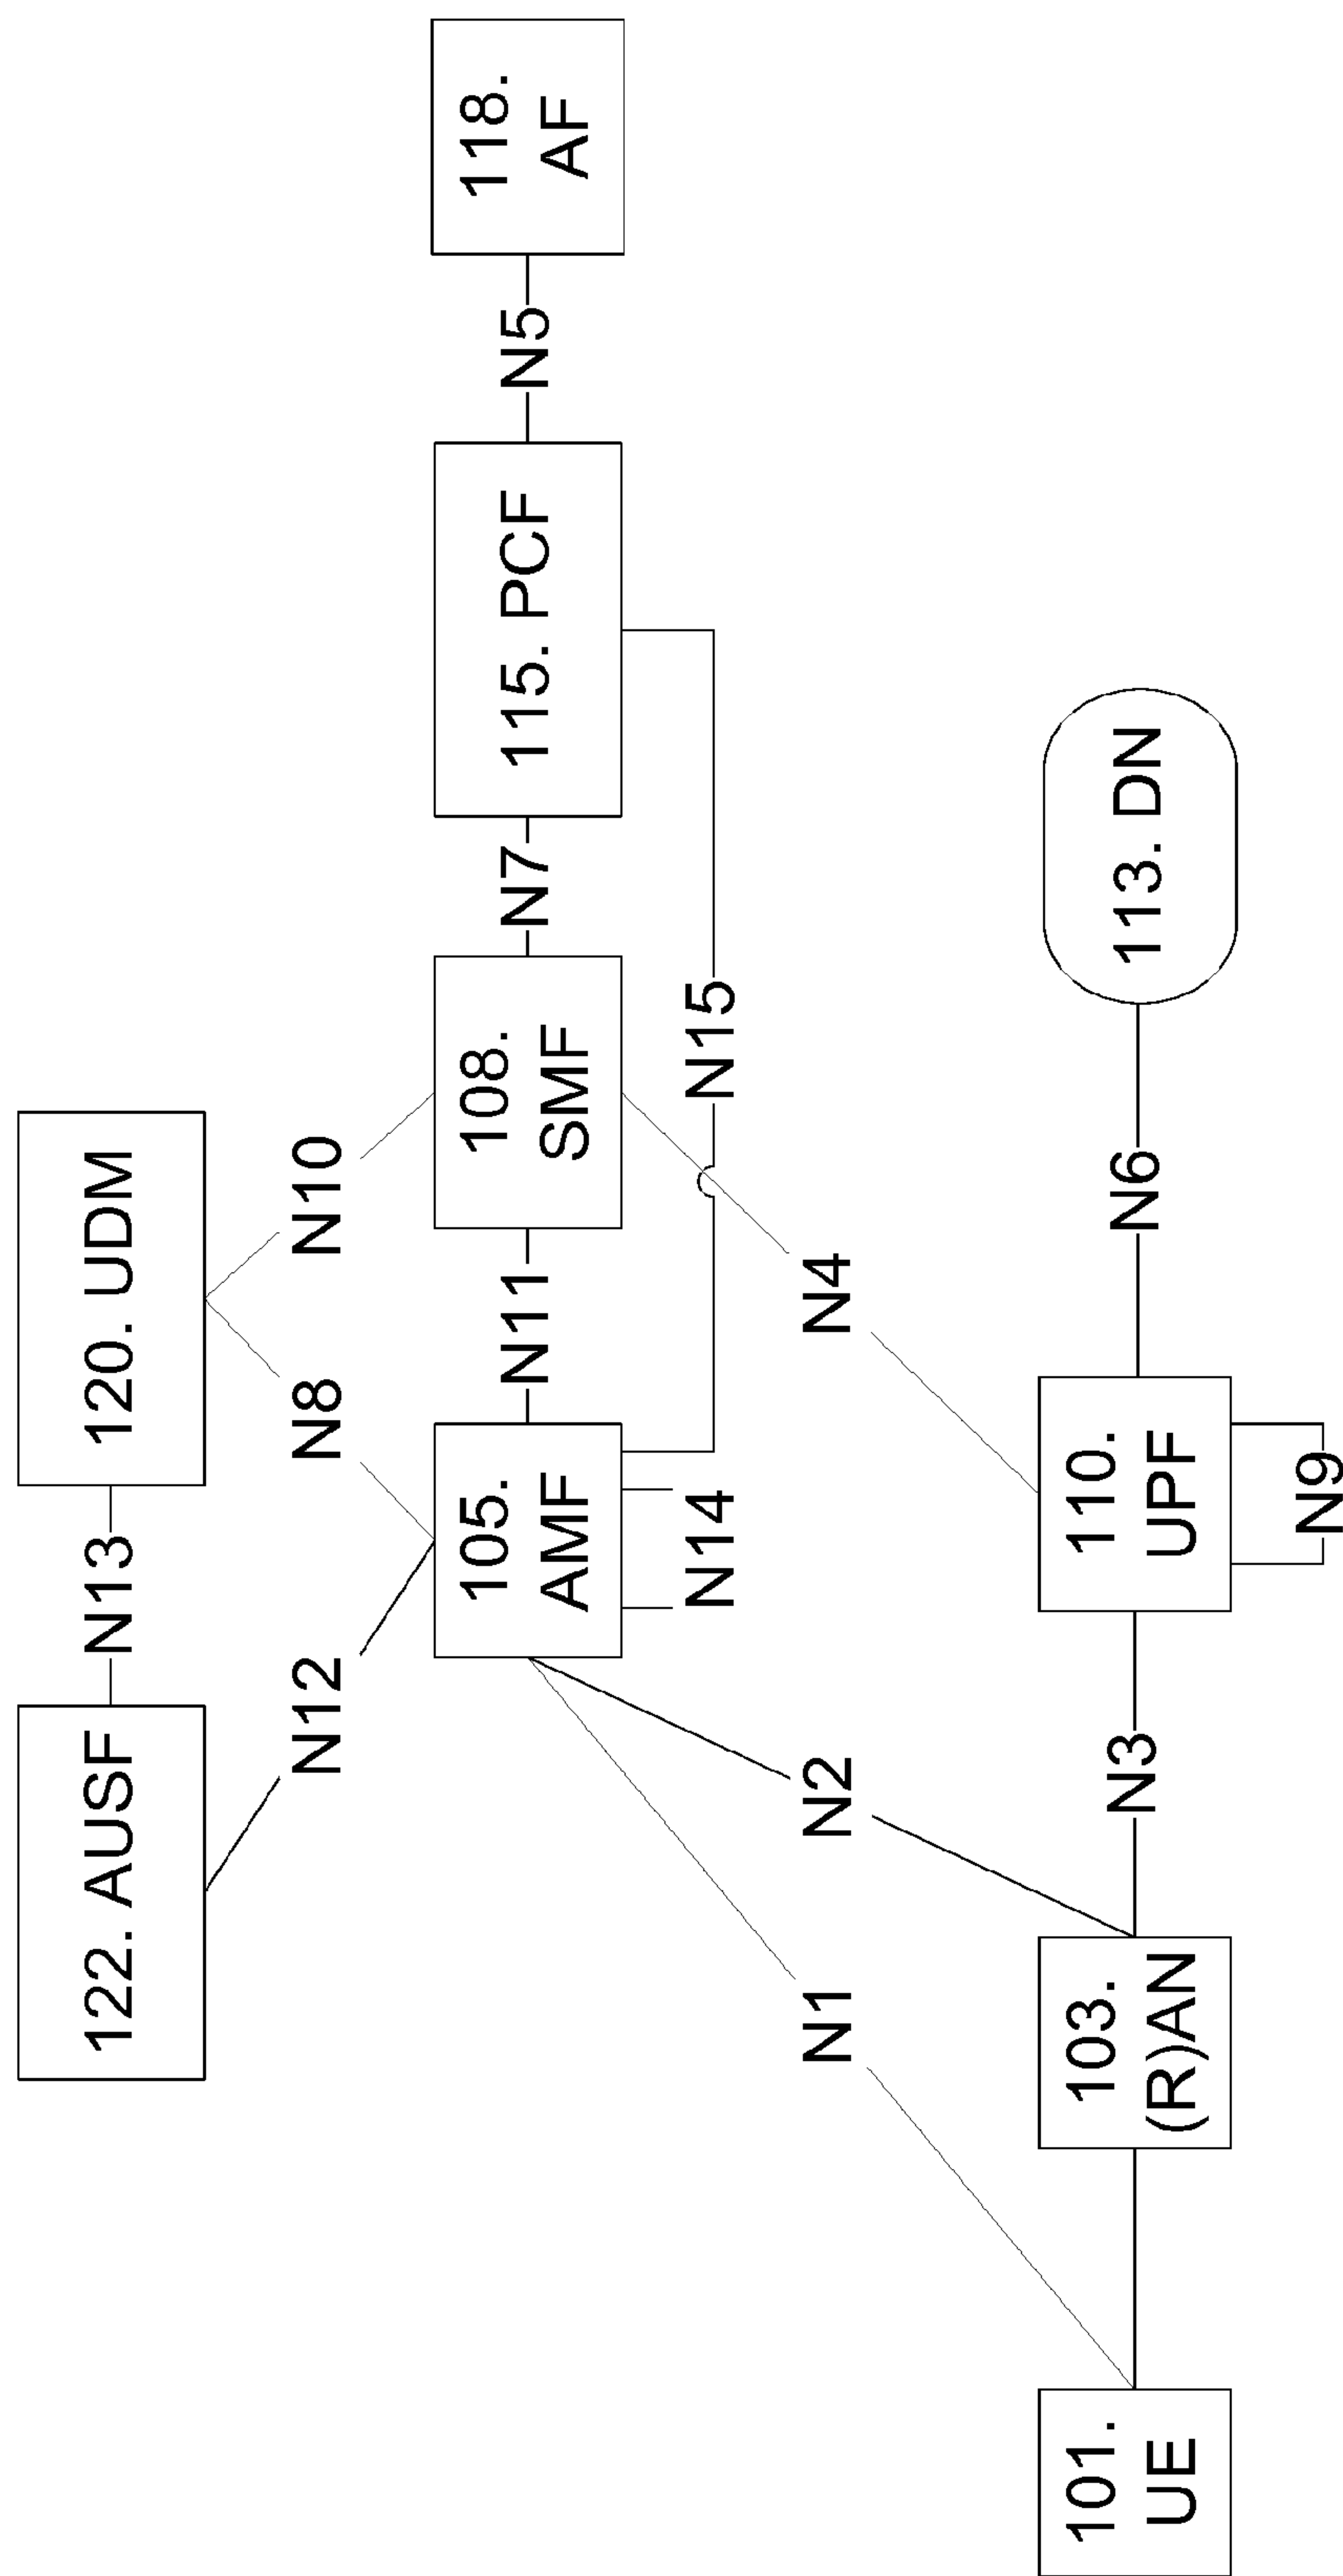 122. AUSF
N13
120. UDM
N12
N8
N10
105.
AMF
N11
108.
SMF
N7
115. PCF
N5
118.
AF
N14
N15
N1
N2
N4
101.
UE
103.
(R)AN
N3
110.
UPF
N6
113. DN
N9